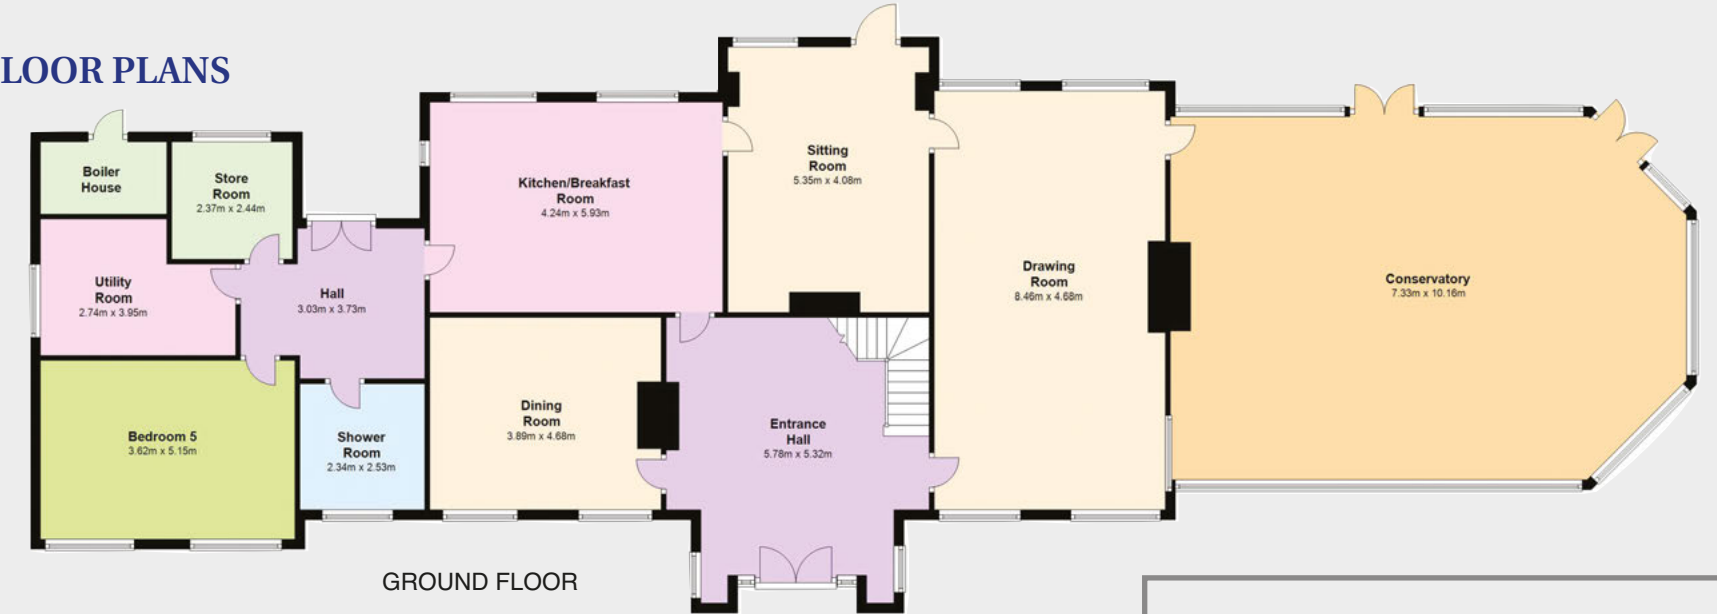 LOOR PLANS
Boiler
House
Store
Room
2.37m x 2.44m
Utility
Room
2.74m x 3.95m
Hall
3.03m x 3.73m
Kitchen/Breakfast
Room
4.24m x 5.93m
Sitting
Room
5.35m x 4.08m
Drawing
Room
8.46m x 4.68m
Conservatory
7.33m x 10.16m
Bedroom 5
3.62m x 5.15m
Shower
Room
2.34m x 2.53m
Dining
Room
3.89m x 4.68m
Entrance
Hall
5.78m x 5.32m
GROUND FLOOR